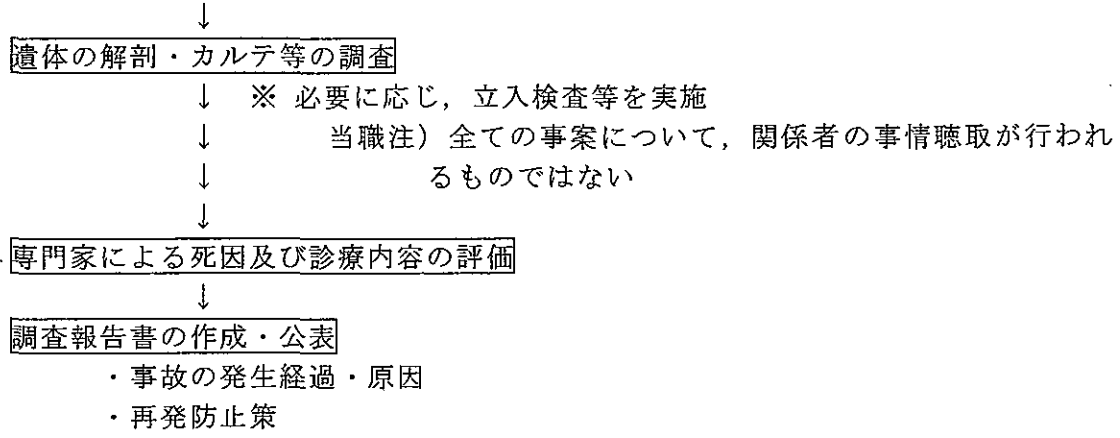 ↓
遺体の解剖・カルテ等の調査
↓ ※ 必要に応じ，立入検査等を実施
↓ 当職注）全ての事案について，関係者の事情聴取が行われ
↓ るものではない
↓
専門家による死因及び診療内容の評価
↓
調査報告書の作成・公表
・事故の発生経過・原因
・再発防止策